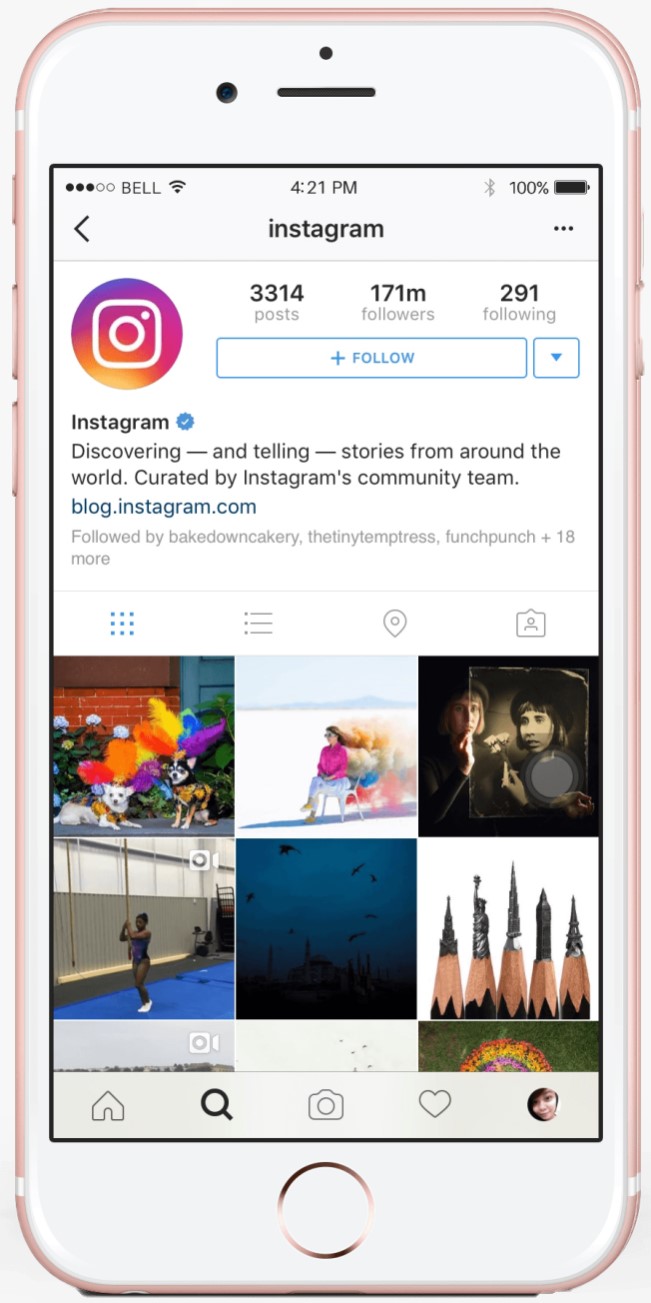 BELL 4:21 PM 100%
instagram
3314 171m 291
posts followers following
+ FOLLOW
Instagram
Discovering — and telling — stories from around the
world. Curated by Instagram's community team.
blog.instagram.com
Followed by bakedowncakery, thetinytemptress, funchpunch + 18
more